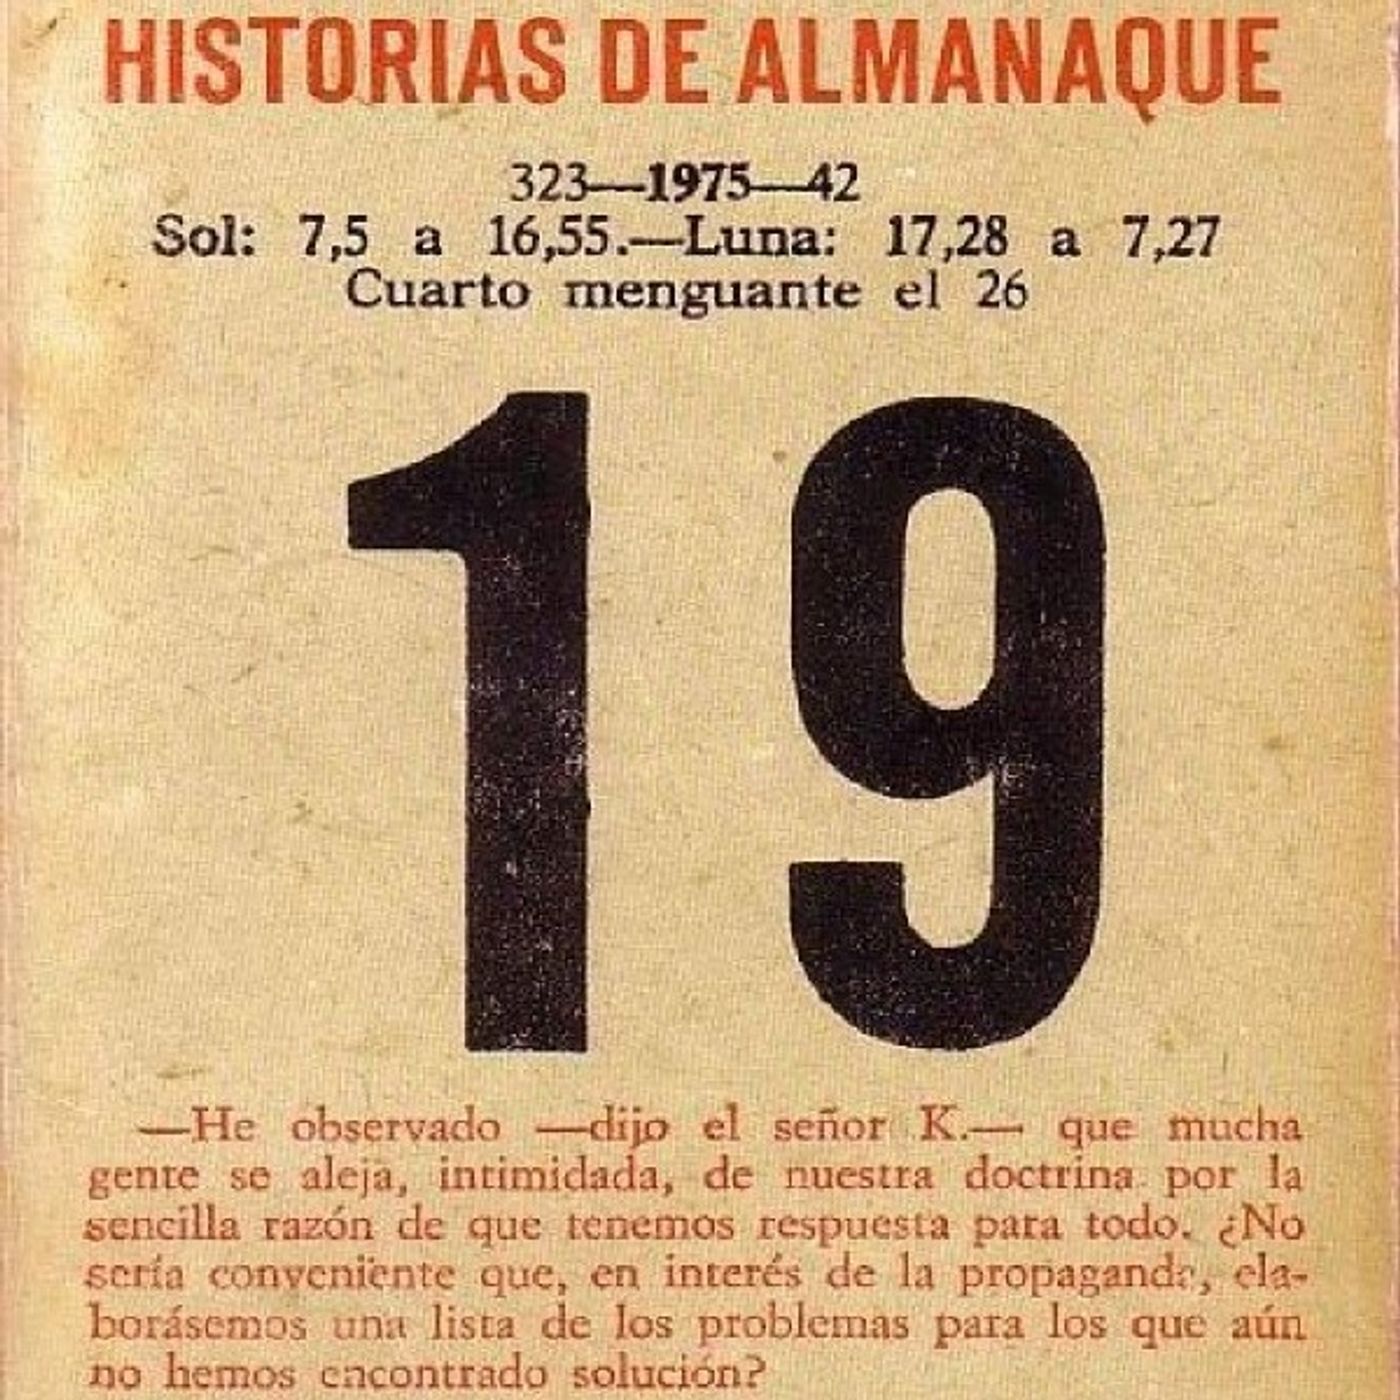 HISTORIAS DE ALMANAQUE
323—1975—42
Sol: 7,5 a 16,55.—Luna: 17,28 a 7,27
Cuarto menguante el 26
19
—He observado —dijo el señor K.— que mucha
gente se aleja, intimidada, de nuestra doctrina por la
sencilla razón de que tenemos respuesta para todo. ¿No
sería conveniente que, en interés de la propaganda, ela-
borásemos una lista de los problemas para los que aún
no hemos encontrado solución?